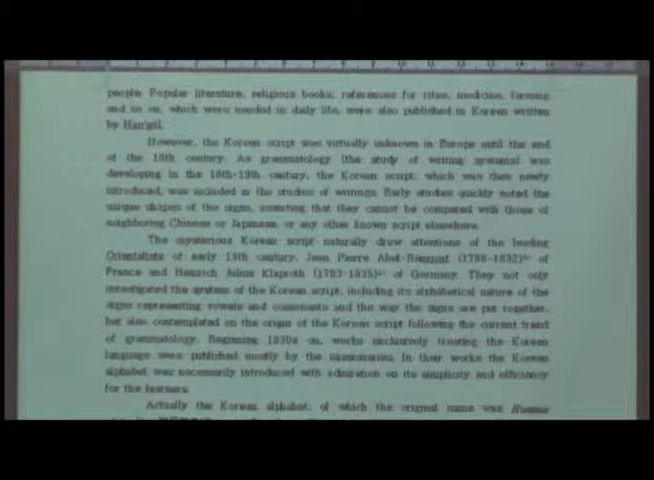 people. Popular literature, religious books, references for rites, medicine, farming
and so on, which were needed in daily life, were also published in Korean written
by Han'gŭl.
However, the Korean script was virtually unknown in Europe until the end
of the 18th century. As grammatology (the study of writing systems) was
developing in the 18th-19th century, the Korean script, which was then newly
introduced, was included in the studies of writings. Early studies quickly noted the
unique shapes of the signs, asserting that they cannot be compared with those of
neighboring Chinese or Japanese, or any other known script elsewhere.
The mysterious Korean script naturally drew attentions of the leading
Orientalists of early 19th century, Jean Pierre Abel-Rémusat (1788-1832) of
France and Heinrich Julius Klaproth (1783-1835) of Germany. They not only
investigated the system of the Korean script, including its alphabetical nature of the
signs representing vowels and consonants and the way the signs are put together,
but also contemplated on the origin of the Korean script following the current trend
of grammatology. Beginning 1830s on, works exclusively treating the Korean
language were published mostly by the missionaries. In their works the Korean
alphabet was necessarily introduced with admiration on its simplicity and efficiency
for the learners.
Actually the Korean alphabet, of which the original name was